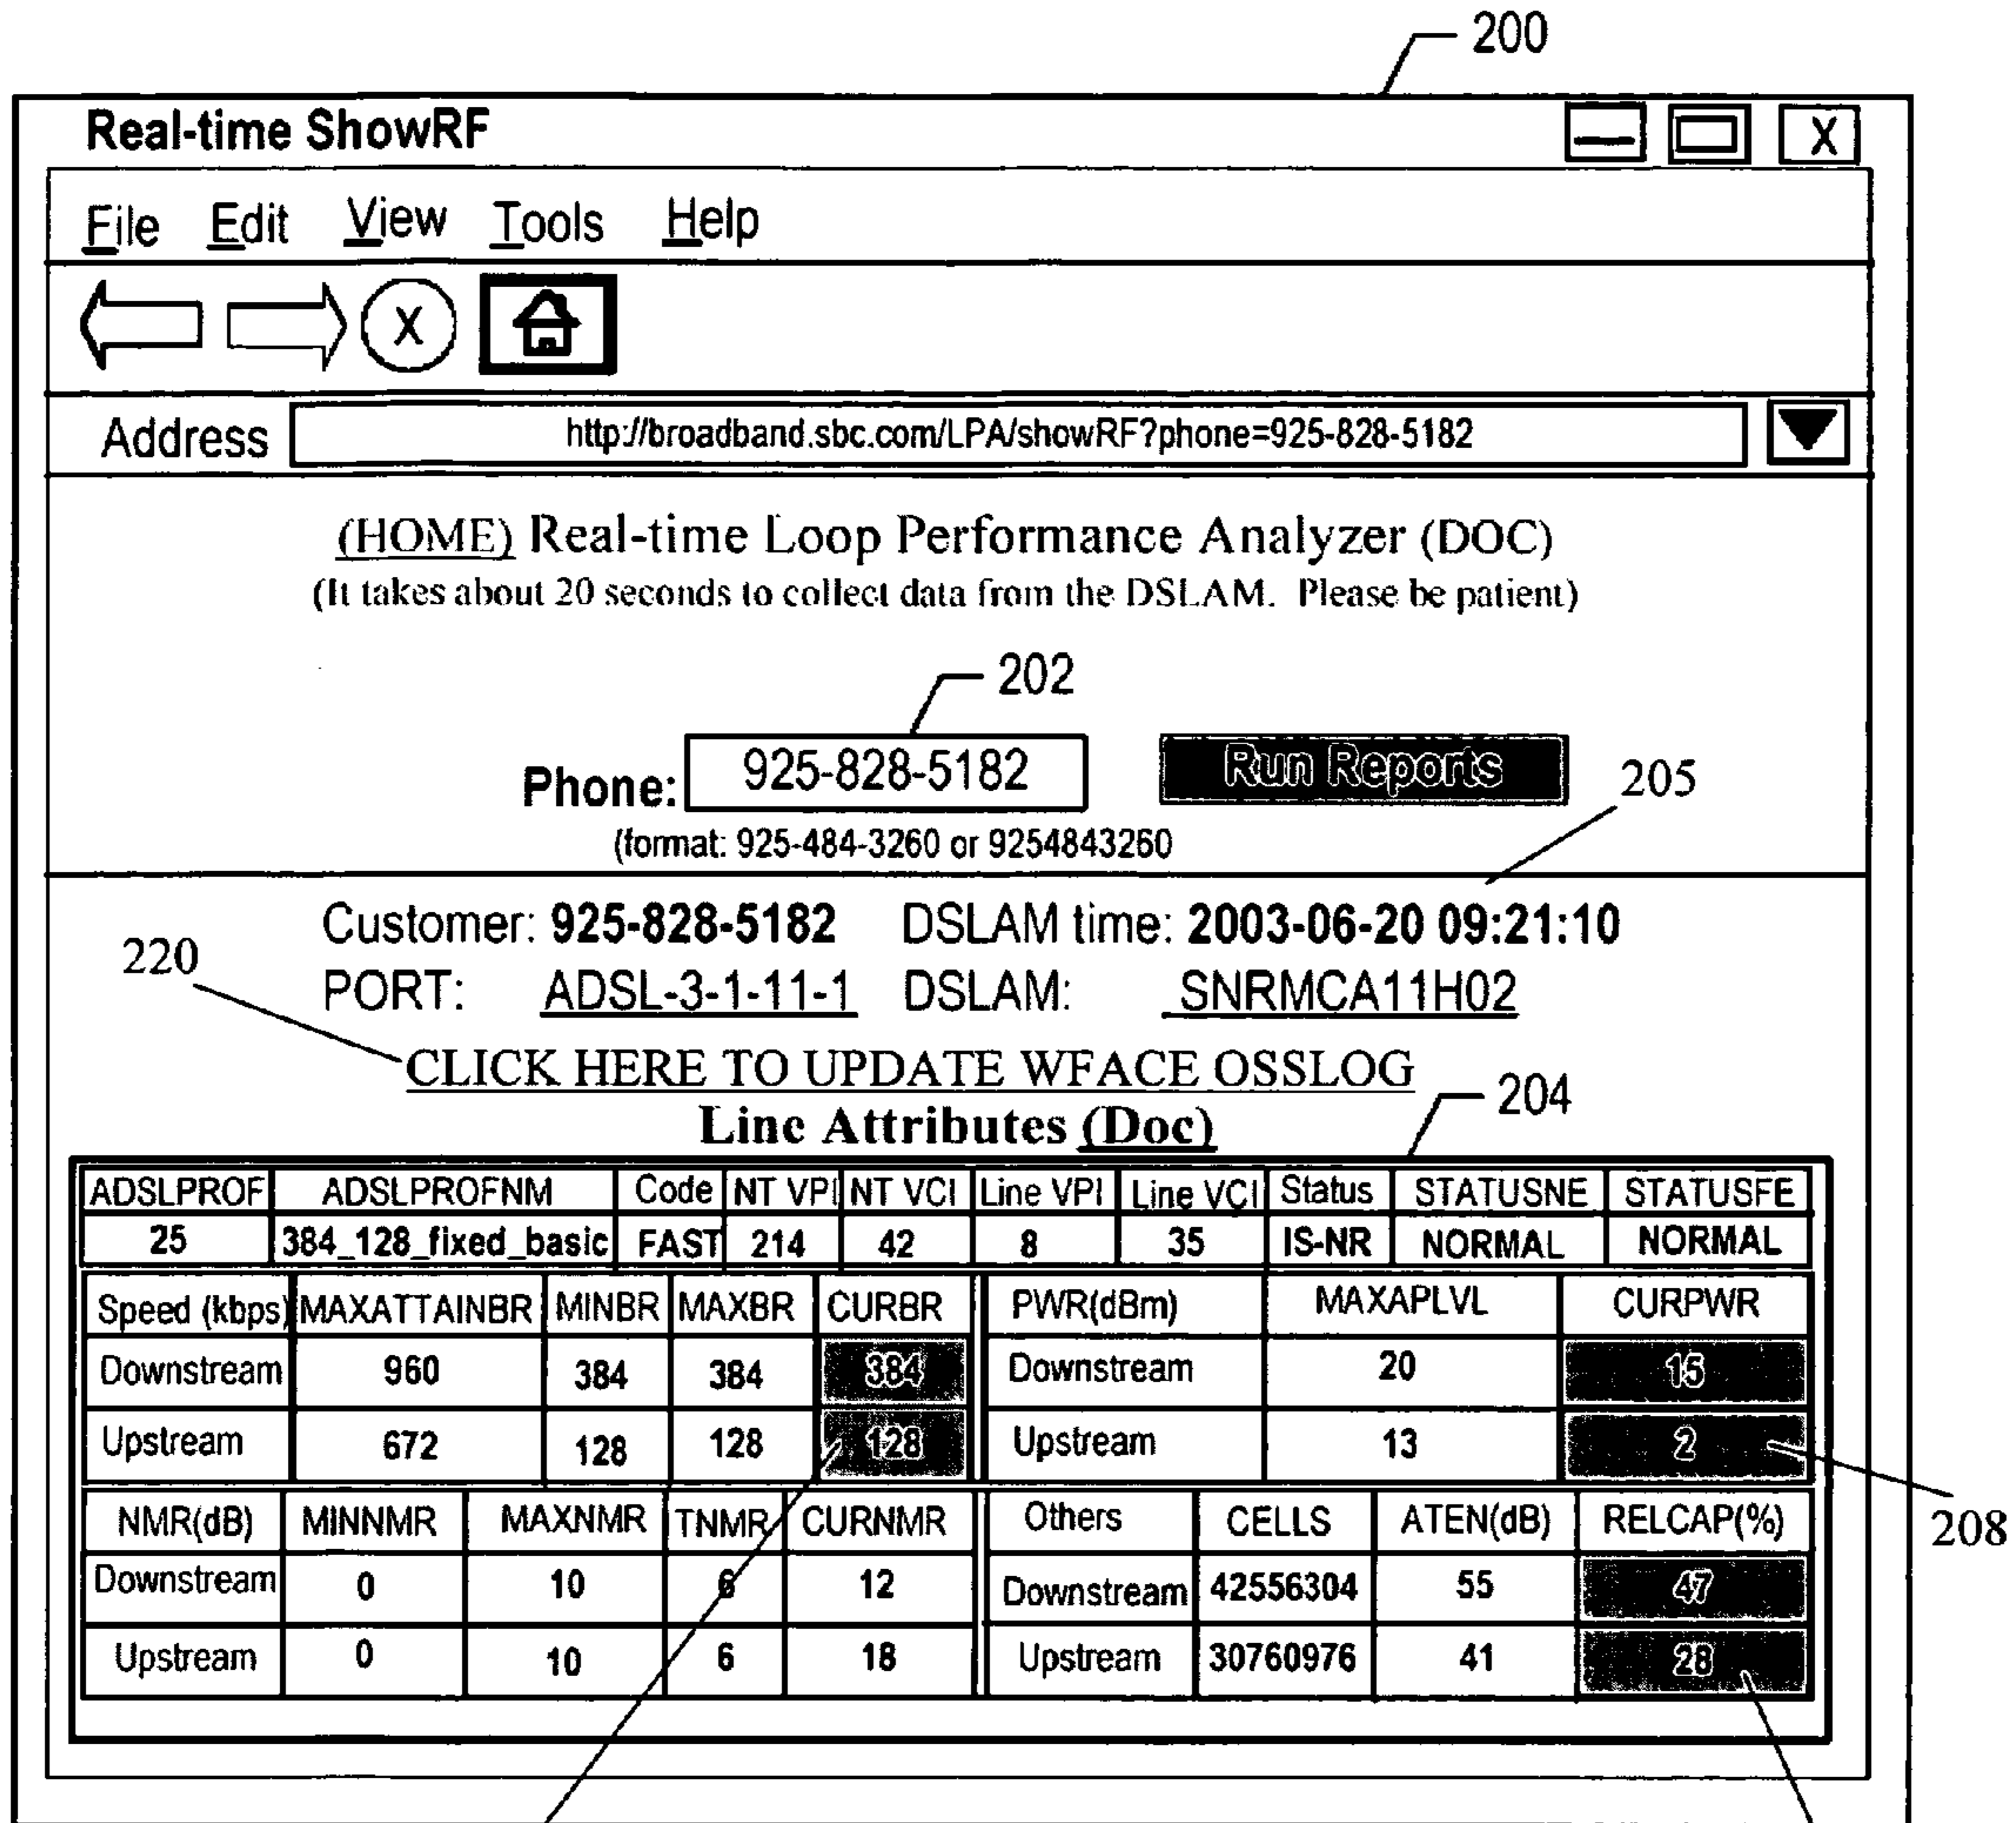 200
Real-time ShowRF
X
File Edit View Tools Help
X
Address http://broadband.sbc.com/LPA/showRF?phone=925-828-5182
(HOME) Real-time Loop Performance Analyzer (DOC)
(It takes about 20 seconds to collect data from the DSLAM. Please be patient)
202
Phone: 925-828-5182 Run Reports
205
(format: 925-484-3260 or 9254843260
Customer: 925-828-5182 DSLAM time: 2003-06-20 09:21:10
220
PORT: ADSL-3-1-11-1 DSLAM: SNRMCA11H02
CLICK HERE TO UPDATE WFACE OSSLOG
204
Line Attributes (Doc)
ADSLPROF ADSLPROFNM Code NT VPI NT VCI Line VPI Line VCI Status STATUSNE STATUSFE
25 384_128_fixed_basic FAST 214 42 8 35 IS-NR NORMAL NORMAL
Speed (kbps) MAXATTAINBR MINBR MAXBR CURBR PWR(dBm) MAXAPLVL CURPWR
Downstream 960 384 384 384 Downstream 20 15
Upstream 672 128 128 128 Upstream 13 2
208
NMR(dB) MINNMR MAXNMR TNMR CURNMR Others CELLS ATEN(dB) RELCAP(%)
Downstream 0 10 6 12 Downstream 42556304 55 47
Upstream 0 10 6 18 Upstream 30760976 41 28